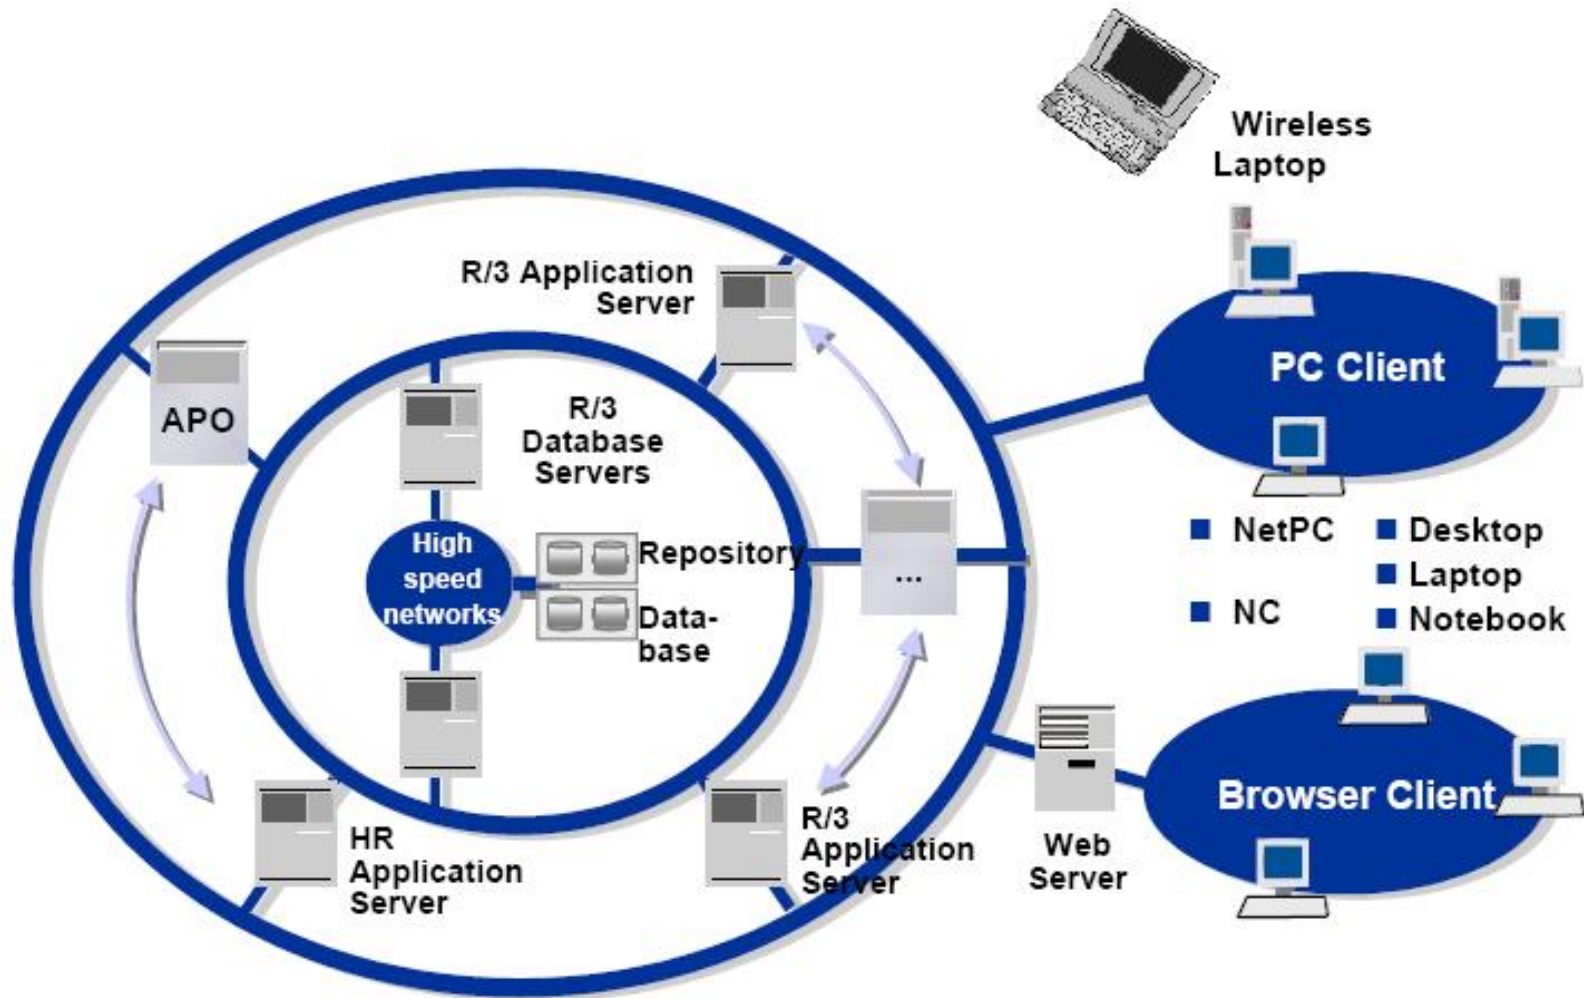 Wireless
Laptop
R/3 Application
Server
PC Client
APO
R/3
Database
Servers
High
speed
networks
Repository
Data-
base
...
NetPC
Desktop
Laptop
NC
Notebook
HR
Application
Server
R/3
Application
Server
Web
Server
Browser Client